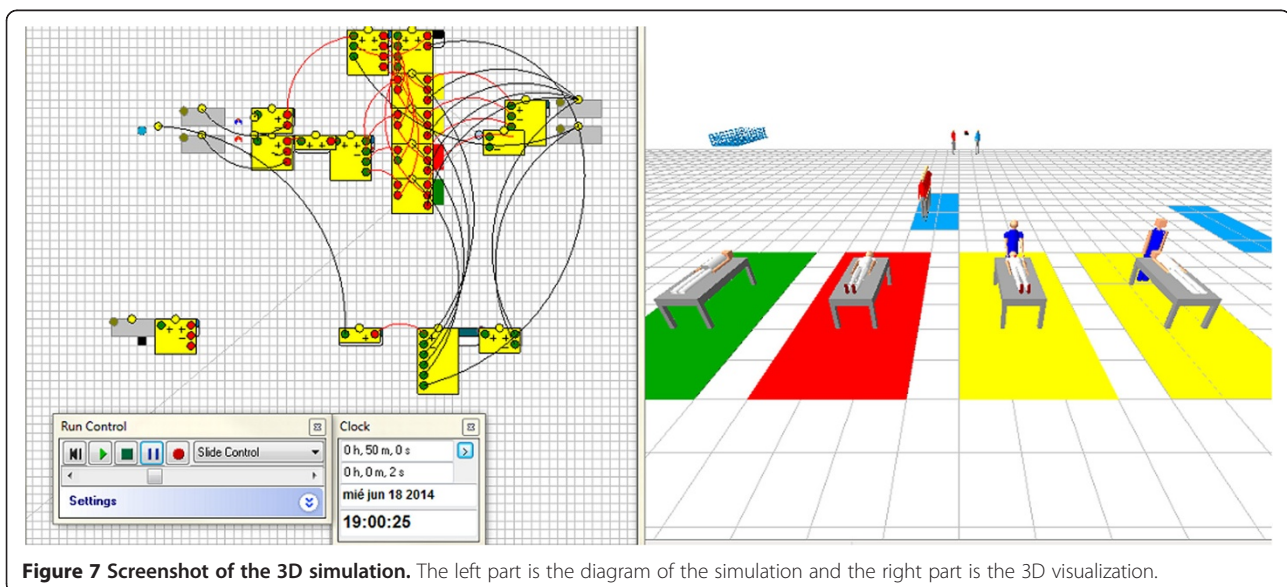 Run Control
Slide Control
Settings
Clock
0 h, 50 m, 0 s
0 h, 0 m, 2 s
mié jun 18 2014
19:00:25
Figure 7 Screenshot of the 3D simulation. The left part is the diagram of the simulation and the right part is the 3D visualization.